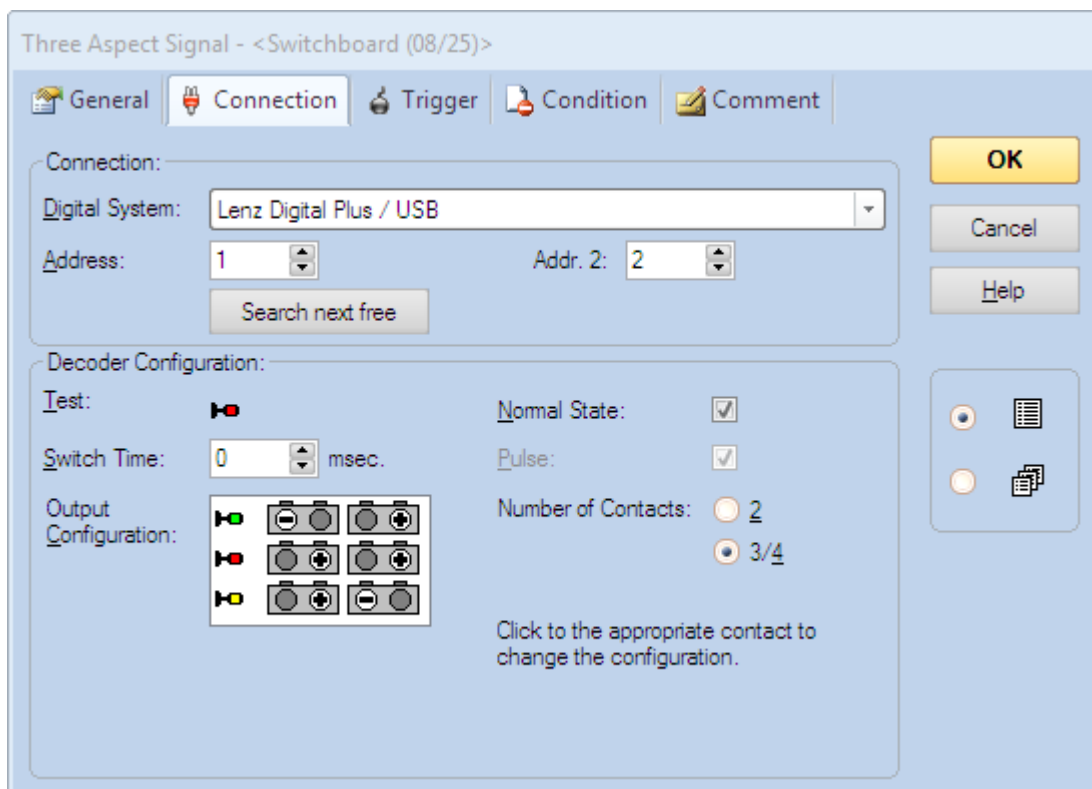 Three Aspect Signal - <Switchboard (08/25)>
General Connection Trigger Condition Comment
Connection:
Digital System: Lenz Digital Plus / USB
Address: 1 Addr. 2: 2
Search next free
OK
Cancel
Help
Decoder Configuration:
Test: Normal State:
Switch Time: 0 msec. Pulse:
Output
Configuration:
Number of Contacts: 2
3/4
Click to the appropriate contact to
change the configuration.